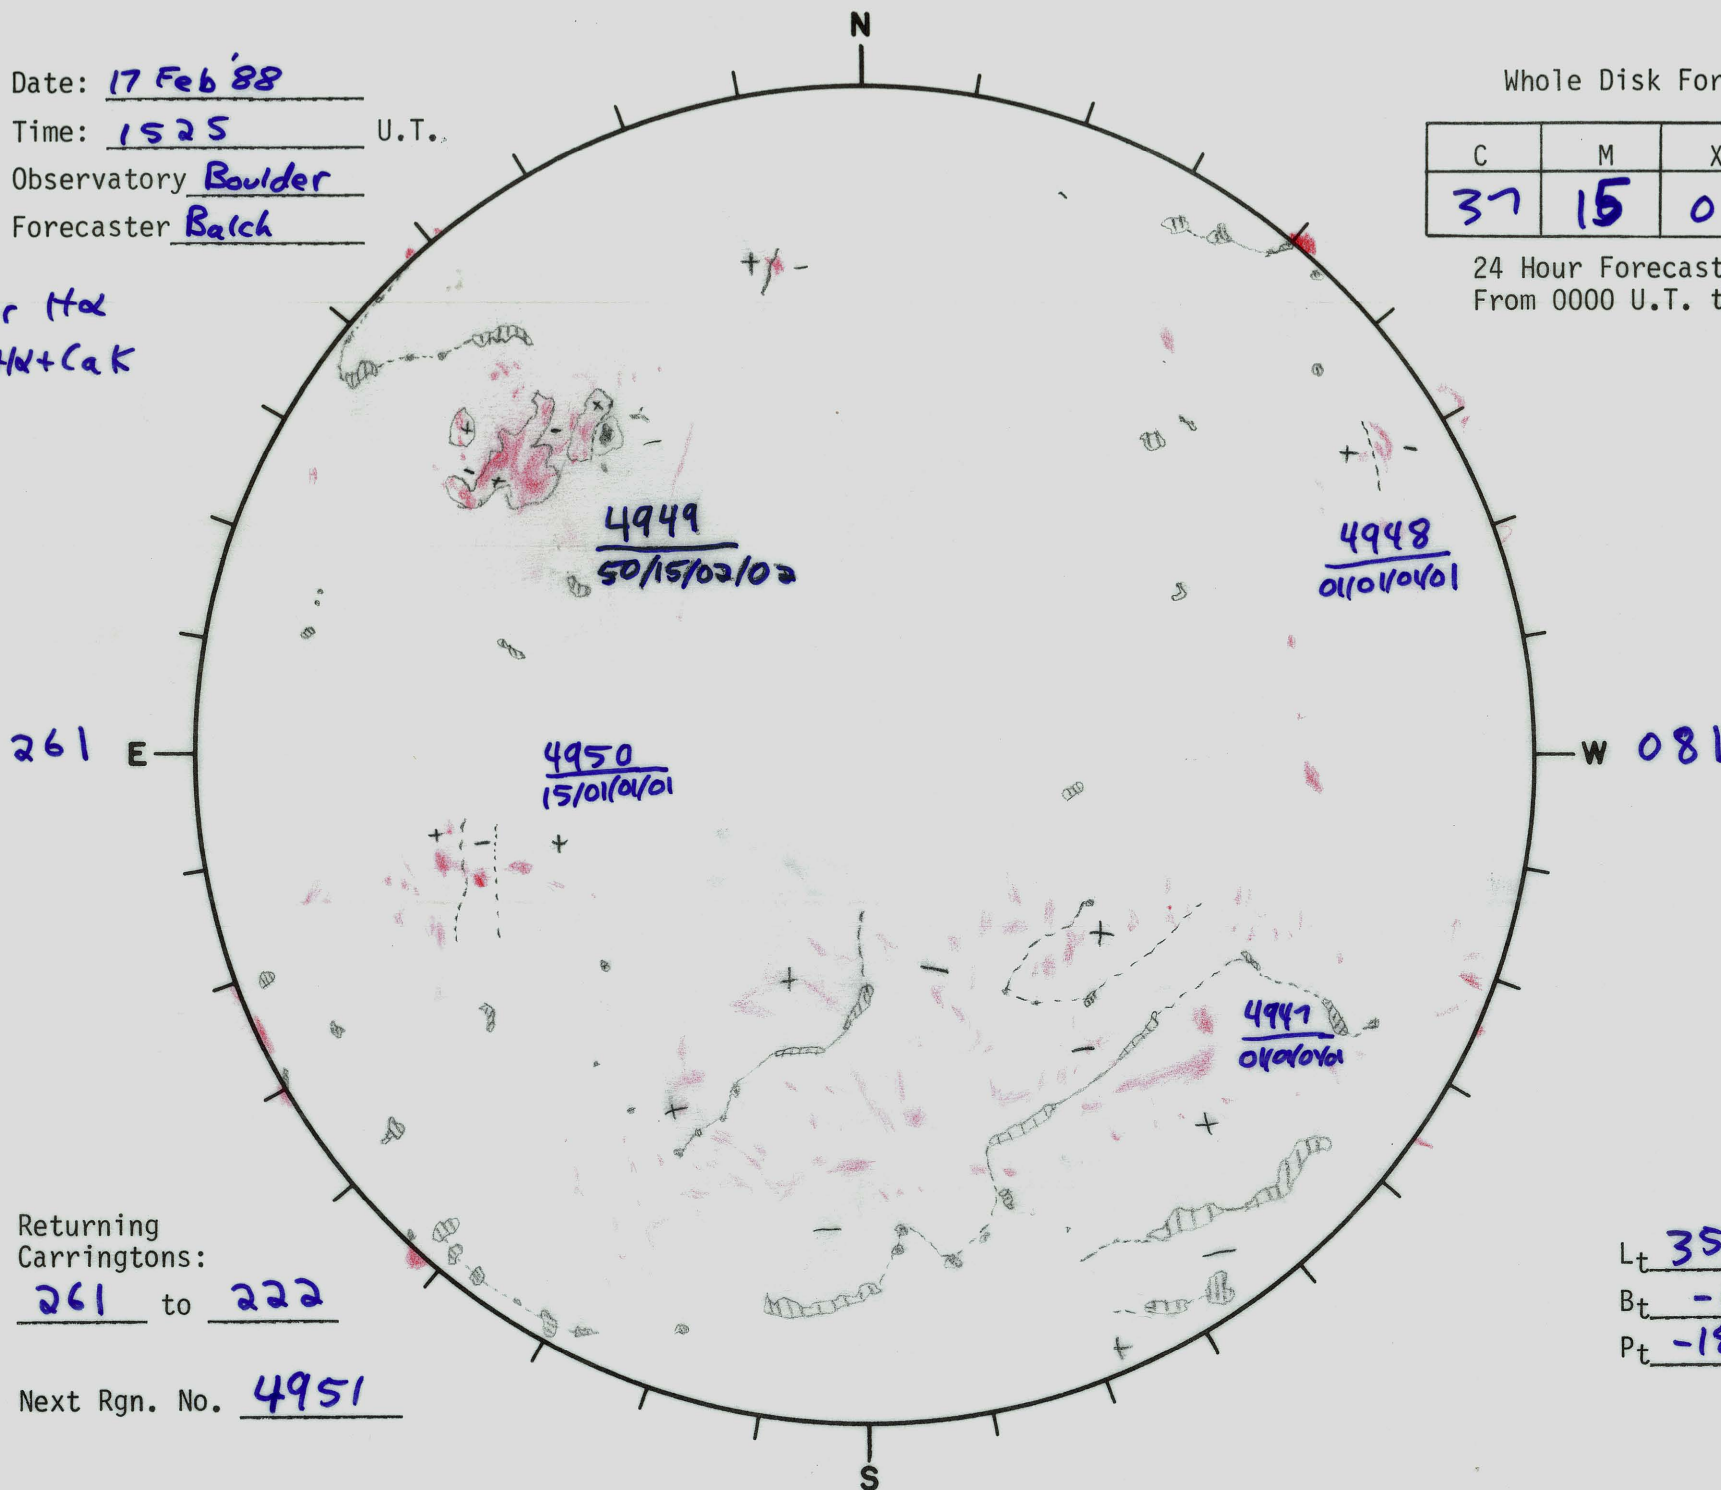 N
Date: 17 Feb '88
Time: 1525 U.T.
Observatory Boulder
Forecaster Balch
r Hα
Hα+CaK
Whole Disk For
C M X
37 15 0
24 Hour Forecast
From 0000 U.T. t
+ -
4949
50/15/02/02
+ -
4948
01/01/01/01
261 E
W 081
4950
15/01/01/01
+ - +
+ - +
4947
01/01/01/01
+ - +
- -
+
Returning
Carringtons:
261 to 222
Next Rgn. No. 4951
Lt 35
Bt -
Pt -18
S